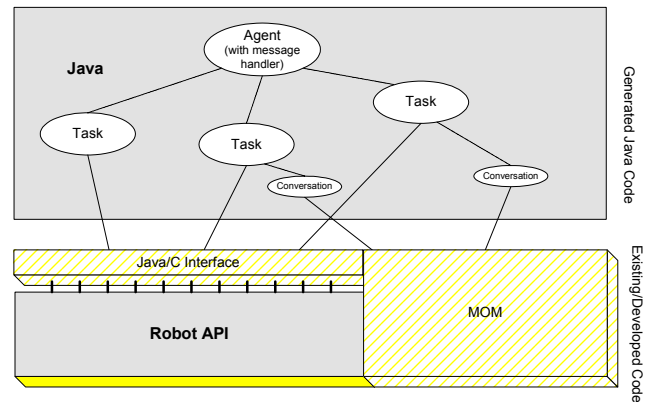 Agent
(with message
handler)
Java
Task
Task
Task
Conversation
Conversation
Generated Java Code
Java/C Interface
MOM
Robot API
Existing/Developed Code